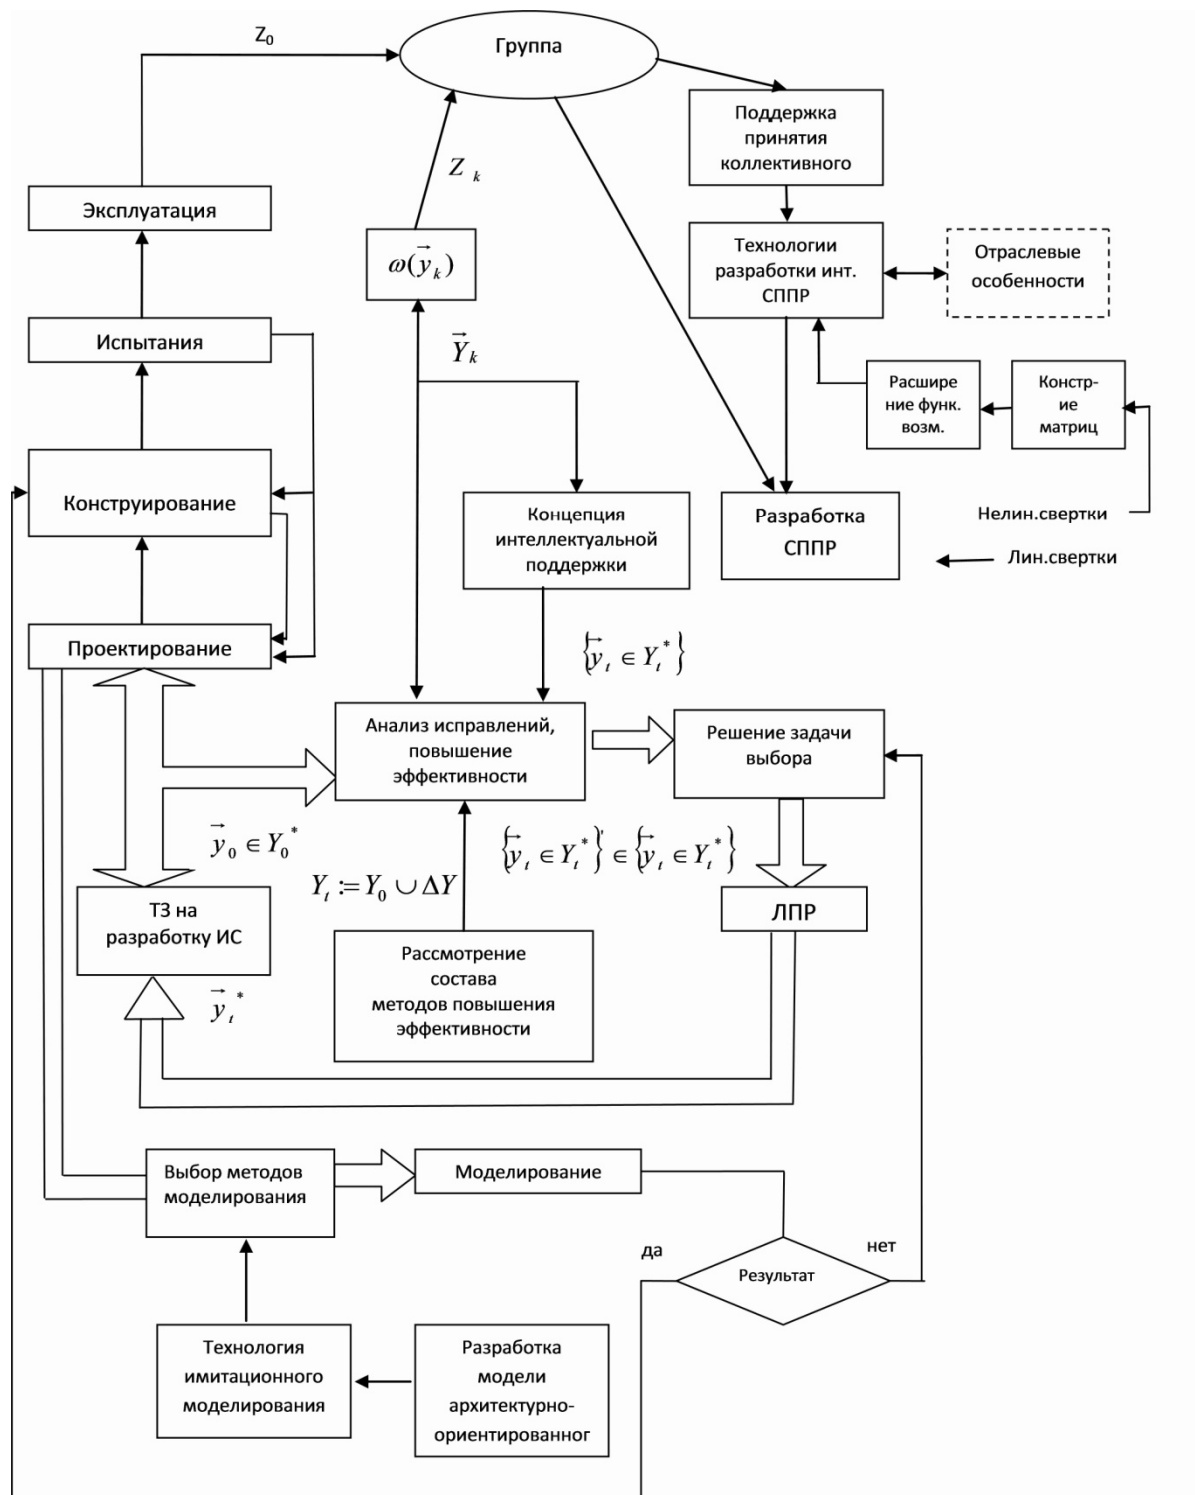 Z₀
Группа
Поддержка
принятия
коллективного
Z ₖ
Эксплуатация
ω(y⃗ₖ)
Технологии
разработки инт.
СППР
Отраслевые
особенности
Испытания
Y⃗ₖ
Расшире
ние функ.
возм.
Констр-
ие
матриц
Конструирование
Концепция
интеллектуальной
поддержки
Разработка
СППР
Нелин.свертки
Лин.свертки
Проектирование
{y⃗ₜ ∈ Yₜ*}
Анализ исправлений,
повышение
эффективности
Решение задачи
выбора
y⃗₀ ∈ Y₀*
{y⃗ₜ ∈ Yₜ*}' ∈ {y⃗ₜ ∈ Yₜ*}
Yₜ := Y₀ ∪ ΔY
ТЗ на
разработку ИС
ЛПР
Рассмотрение
состава
методов повышения
эффективности
y⃗ₜ*
Выбор методов
моделирования
Моделирование
да
нет
Результат
Технология
имитационного
моделирования
Разработка
модели
архитектурно-
ориентированног